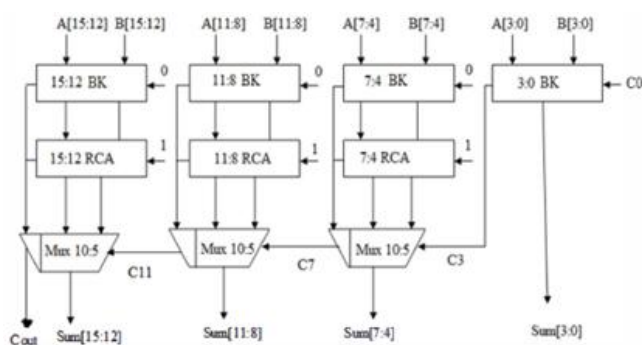 A[15:12] B[15:12] A[11:8] B[11:8] A[7:4] B[7:4] A[3:0] B[3:0]
0 0 0
15:12 BK 11:8 BK 7:4 BK 3:0 BK C0
1 1 1
15:12 RCA 11:8 RCA 7:4 RCA
Mux 10:5 Mux 10:5 Mux 10:5
C11 C7 C3
Cout Sum[15:12] Sum[11:8] Sum[7:4] Sum[3:0]